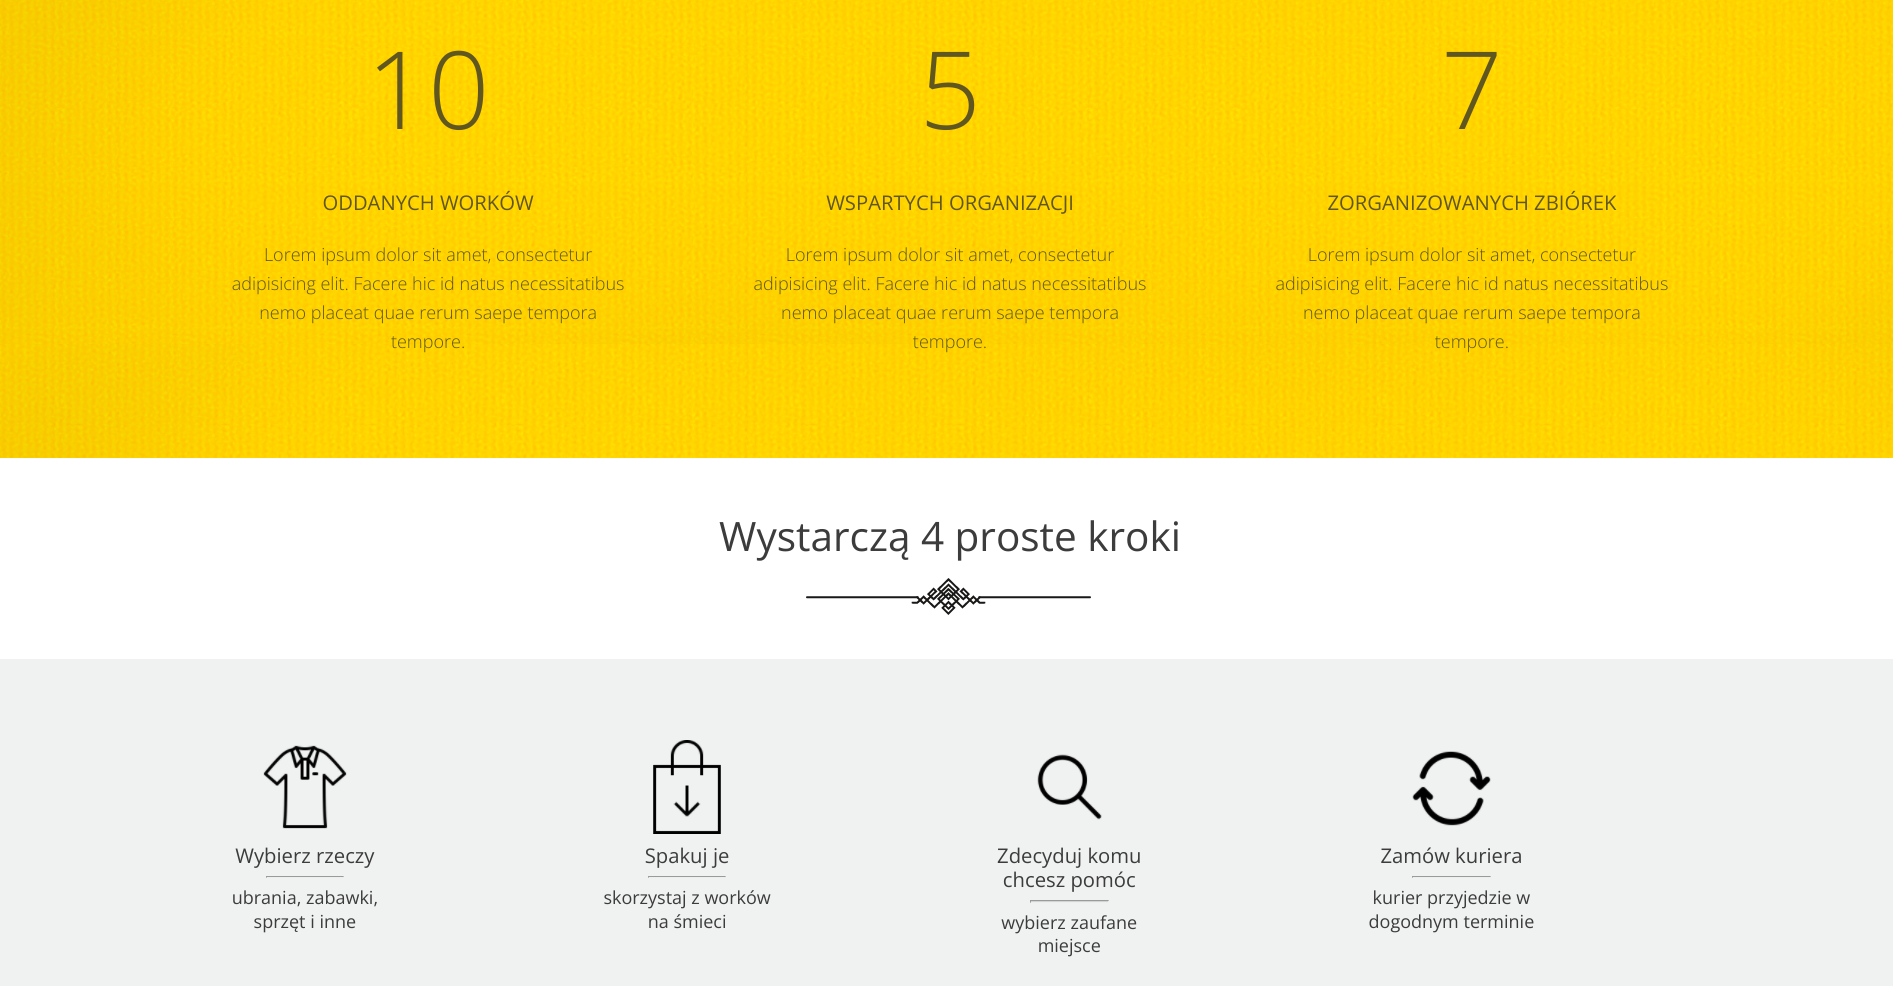 10
ODDANYCH WORKÓW
Lorem ipsum dolor sit amet, consectetur
adipisicing elit. Facere hic id natus necessitatibus
nemo placeat quae rerum saepe tempora
tempore.
5
WSPARTYCH ORGANIZACJI
Lorem ipsum dolor sit amet, consectetur
adipisicing elit. Facere hic id natus necessitatibus
nemo placeat quae rerum saepe tempora
tempore.
7
ZORGANIZOWANYCH ZBIÓREK
Lorem ipsum dolor sit amet, consectetur
adipisicing elit. Facere hic id natus necessitatibus
nemo placeat quae rerum saepe tempora
tempore.
Wystarczą 4 proste kroki
Wybierz rzeczy
ubrania, zabawki,
sprzęt i inne
Spakuj je
skorzystaj z worków
na śmieci
Zdecyduj komu
chcesz pomóc
wybierz zaufane
miejsce
Zamów kuriera
kurier przyjedzie w
dogodnym terminie